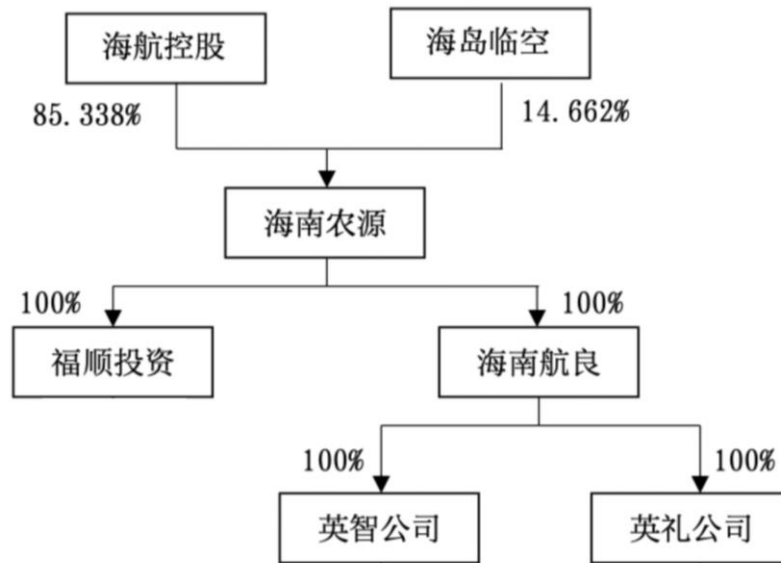 海航控股
海岛临空
85.338%
14.662%
海南农源
100%
100%
福顺投资
海南航良
100%
100%
英智公司
英礼公司